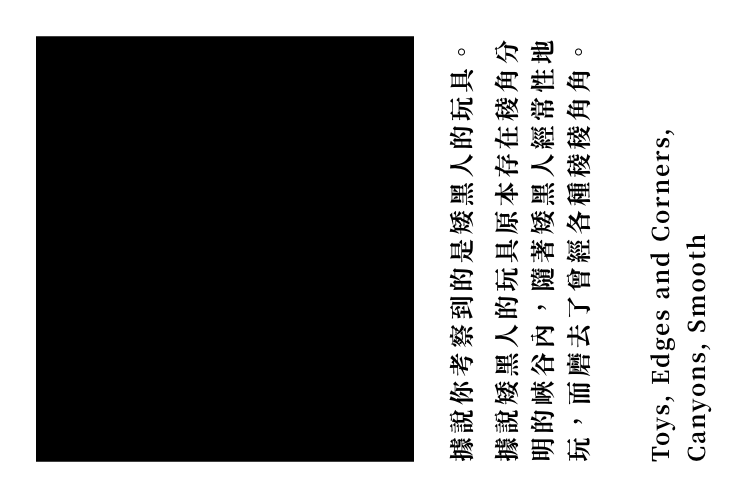 據說你考察到的是矮黑人的玩具。
據說矮黑人的玩具原本存在稜角分
明的峽谷內，隨著矮黑人經常性地
玩，而磨去了曾經各種稜稜角角。
Toys, Edges and Corners,
Canyons, Smooth